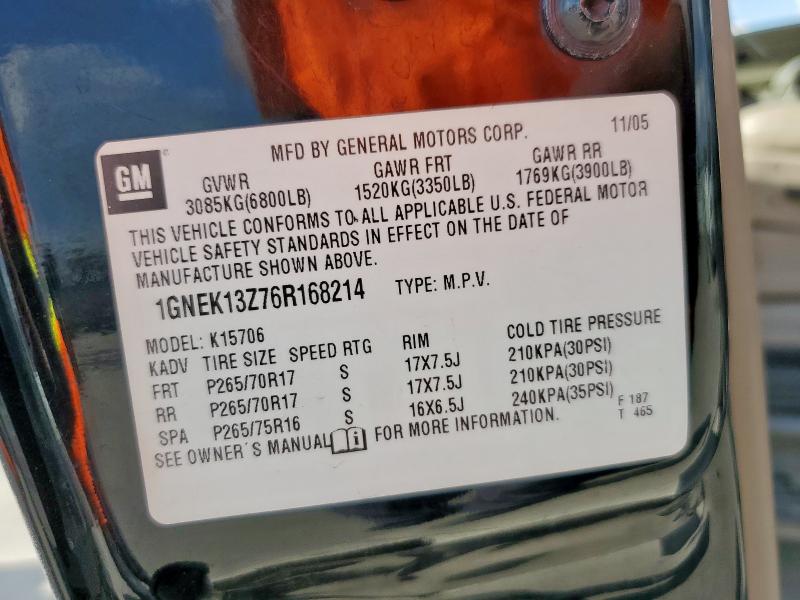 MFD BY GENERAL MOTORS CORP. 11/05
GM
GVWR GAWR FRT GAWR RR
3085KG(6800LB) 1520KG(3350LB) 1769KG(3900LB)
THIS VEHICLE CONFORMS TO ALL APPLICABLE U.S. FEDERAL MOTOR
VEHICLE SAFETY STANDARDS IN EFFECT ON THE DATE OF
MANUFACTURE SHOWN ABOVE.
1GNEK13Z76R168214 TYPE: M.P.V.
MODEL: K15706
KADV TIRE SIZE SPEED RTG RIM COLD TIRE PRESSURE
FRT P265/70R17 S 17X7.5J 210KPA(30PSI)
RR P265/70R17 S 17X7.5J 210KPA(30PSI)
SPA P265/75R16 S 16X6.5J 240KPA(35PSI) F 187
SEE OWNER'S MANUAL i FOR MORE INFORMATION. T 465